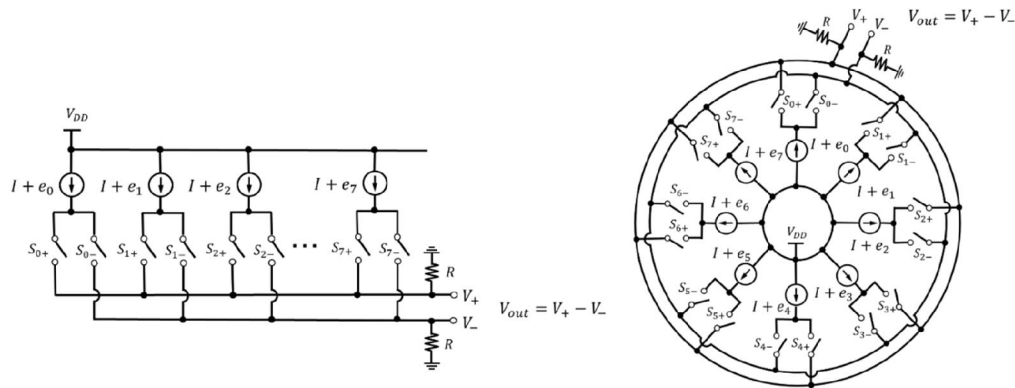 V_DD
I + e_0
I + e_1
I + e_2
I + e_7
S_0+
S_0−
S_1+
S_1−
S_2+
S_2−
...
S_7+
S_7−
R
V_+
V_−
R
V_out = V_+ − V_−
R
V_+
V_−
R
V_out = V_+ − V_−
S_0+
S_0−
S_7−
S_7+
S_1+
S_1−
I + e_7
I + e_0
I + e_1
S_6−
S_6+
I + e_6
S_2+
S_2−
I + e_2
V_DD
I + e_5
I + e_3
I + e_4
S_5−
S_5+
S_3+
S_3−
S_4−
S_4+